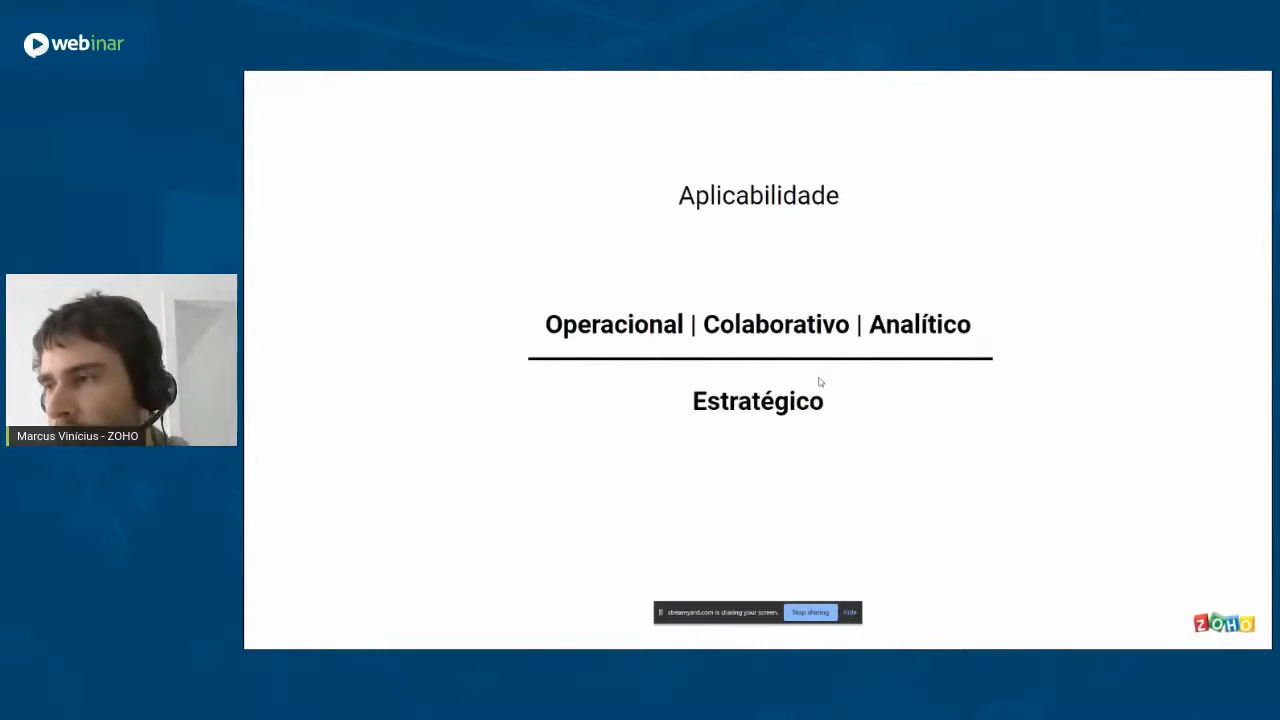 webinar
Aplicabilidade
Operacional | Colaborativo | Analítico
Estratégico
Marcus Vinícius - ZOHO
streamyard.com is sharing your screen. Stop sharing Hide
ZOHO